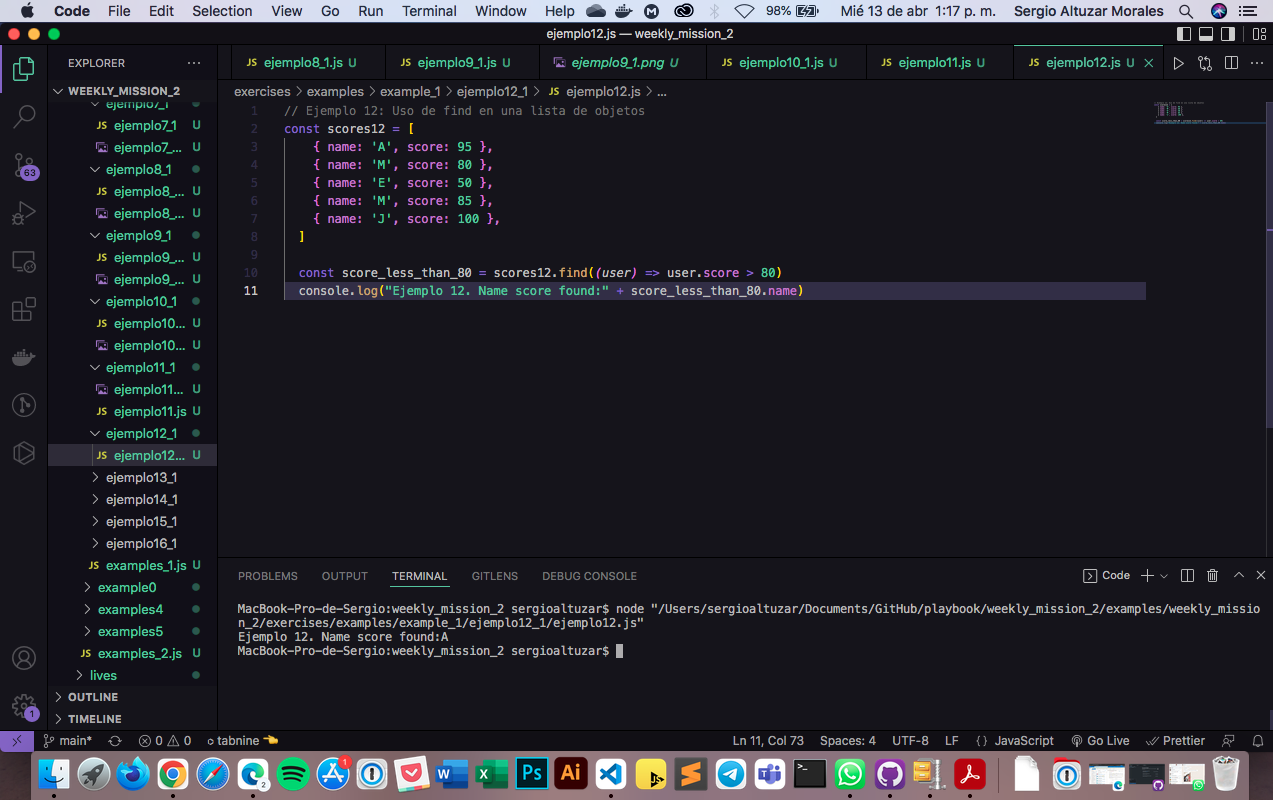 Code File Edit Selection View Go Run Terminal Window Help 98% Mié 13 de abr 1:17 p. m. Sergio Altuzar Morales
ejemplo12.js — weekly_mission_2
EXPLORER
JS ejemplo8_1.js U JS ejemplo9_1.js U ejemplo9_1.png U JS ejemplo10_1.js U JS ejemplo11.js U JS ejemplo12.js U
WEEKLY_MISSION_2
exercises > examples > example_1 > ejemplo12_1 > JS ejemplo12.js > ...
ejemplo7_1
JS ejemplo7_1 U
ejemplo7_... U
ejemplo8_1
JS ejemplo8_... U
ejemplo8_... U
ejemplo9_1
JS ejemplo9_... U
ejemplo9_... U
ejemplo10_1
JS ejemplo10... U
ejemplo10... U
ejemplo11_1
ejemplo11... U
JS ejemplo11.js U
ejemplo12_1
JS ejemplo12... U
ejemplo13_1
ejemplo14_1
ejemplo15_1
ejemplo16_1
JS examples_1.js U
example0
examples4
examples5
JS examples_2.js U
lives
OUTLINE
TIMELINE
63
1
1 // Ejemplo 12: Uso de find en una lista de objetos
2 const scores12 = [
3 { name: 'A', score: 95 },
4 { name: 'M', score: 80 },
5 { name: 'E', score: 50 },
6 { name: 'M', score: 85 },
7 { name: 'J', score: 100 },
8 ]
9
10 const score_less_than_80 = scores12.find((user) => user.score > 80)
11 console.log("Ejemplo 12. Name score found:" + score_less_than_80.name)
PROBLEMS OUTPUT TERMINAL GITLENS DEBUG CONSOLE Code
MacBook-Pro-de-Sergio:weekly_mission_2 sergioaltuzar$ node "/Users/sergioaltuzar/Documents/GitHub/playbook/weekly_mission_2/examples/weekly_missio
n_2/exercises/examples/example_1/ejemplo12_1/ejemplo12.js"
Ejemplo 12. Name score found:A
MacBook-Pro-de-Sergio:weekly_mission_2 sergioaltuzar$
main* 0 0 tabnine Ln 11, Col 73 Spaces: 4 UTF-8 LF {} JavaScript Go Live Prettier
2 1 W X Ps Ai